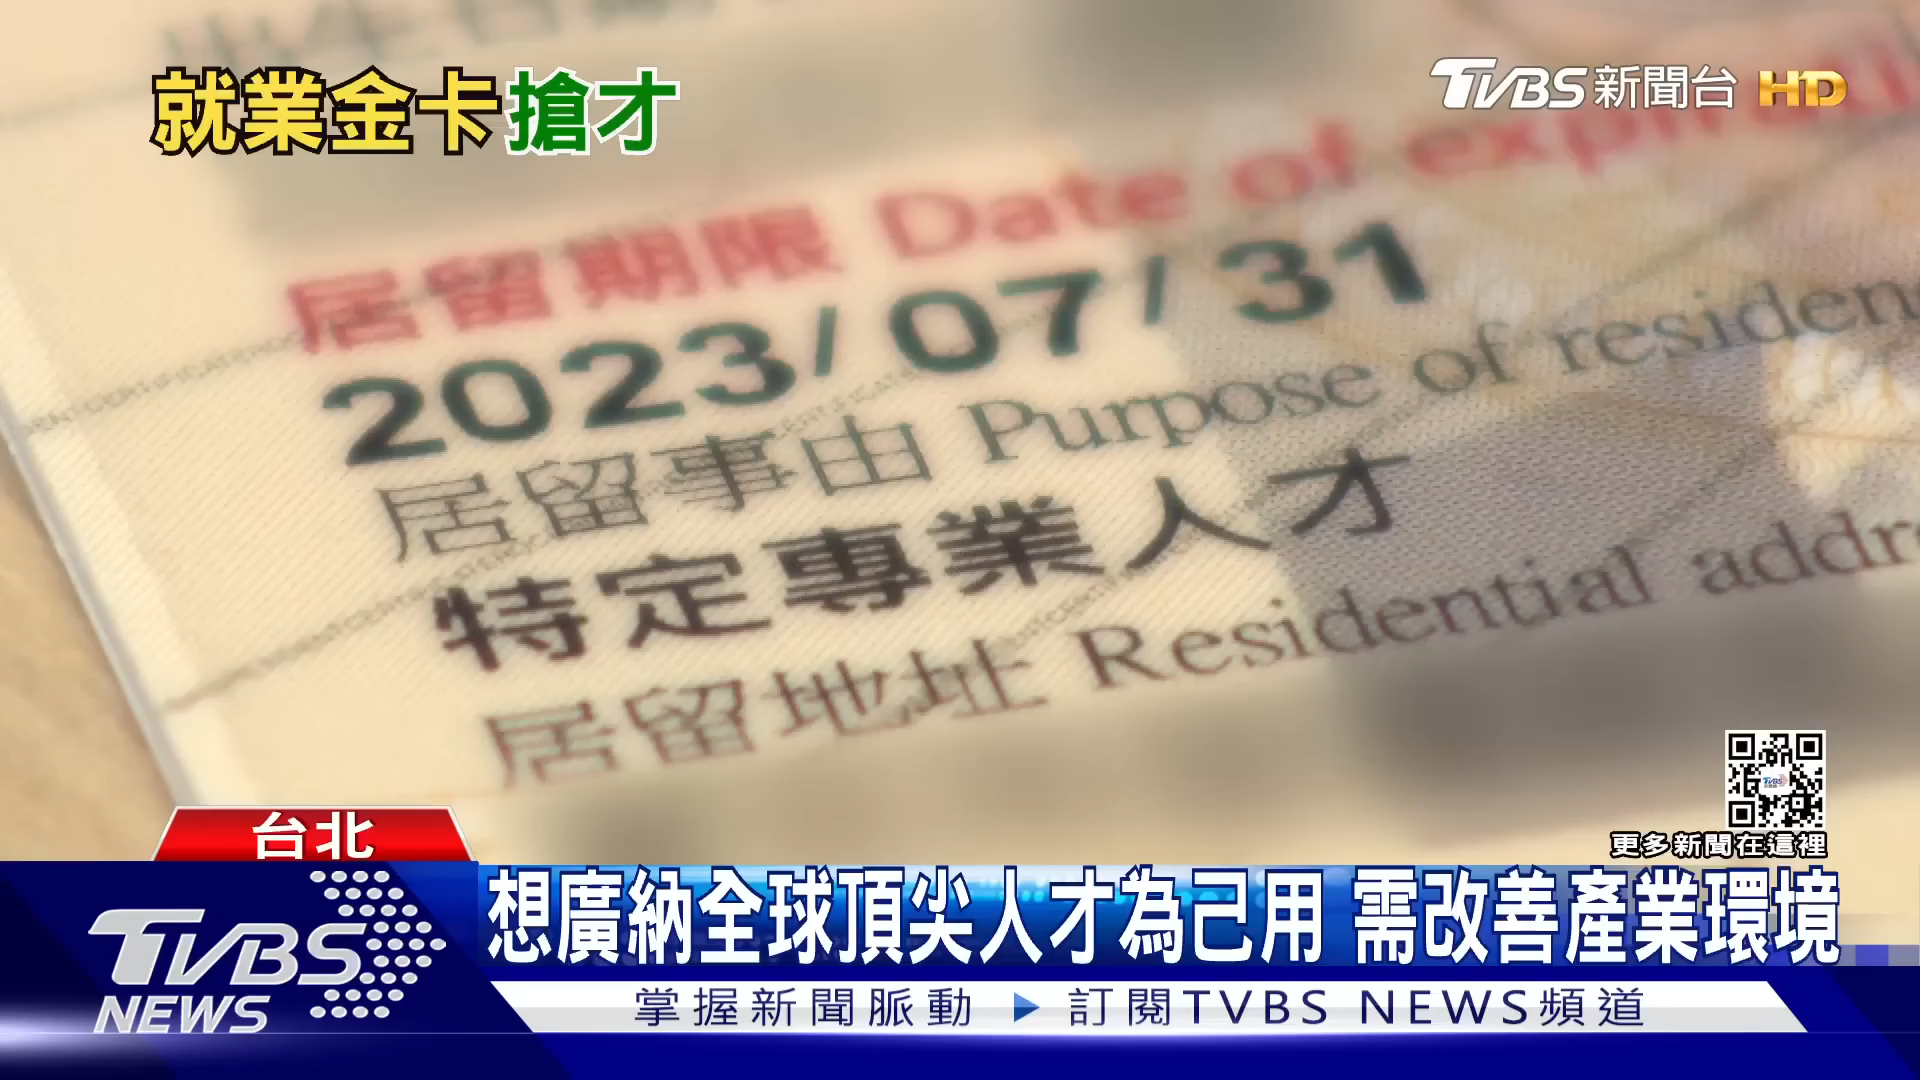 就業金卡搶才
TVBS新聞台 HD
居留期限 Date of
2023/07/31
居留事由 Purpose of
特定專業人才
居留地址 Residential
TVBS
更多新聞在這裡
台北
想廣納全球頂尖人才為己用 需改善產業環境
TVBS
NEWS
掌握新聞脈動 ▶ 訂閱TVBS NEWS頻道